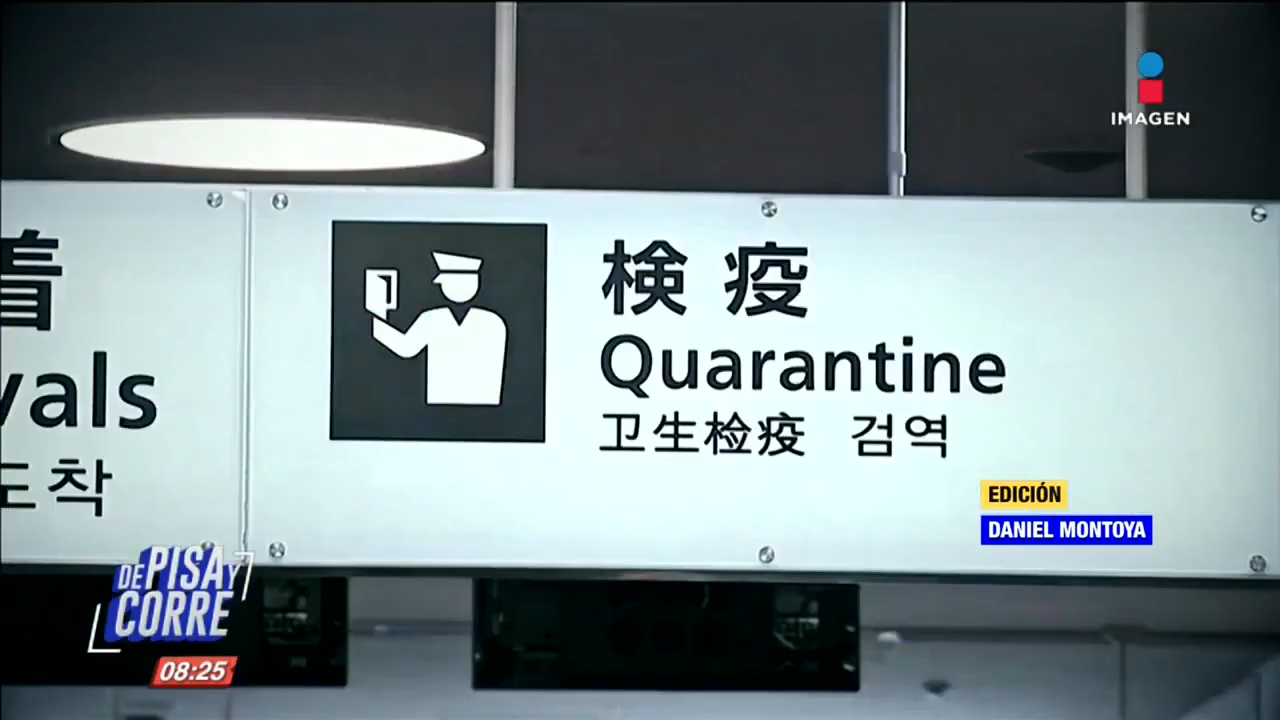 IMAGEN
着
vals
도착
検疫
Quarantine
卫生检疫 검역
EDICIÓN
DANIEL MONTOYA
DE PISA Y
CORRE
08:25